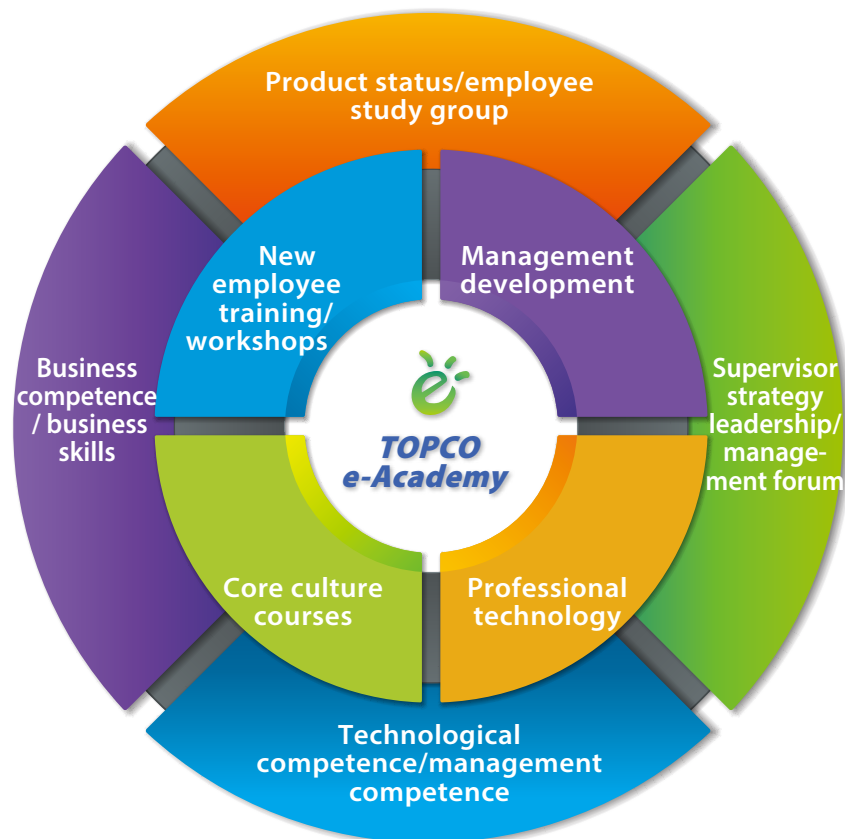 Product status/employee
study group
New
employee
training/
workshops
Management
development
Business
competence
/ business
skills
Supervisor
strategy
leadership/
manage-
ment forum
TOPCO
e-Academy
Core culture
courses
Professional
technology
Technological
competence/management
competence